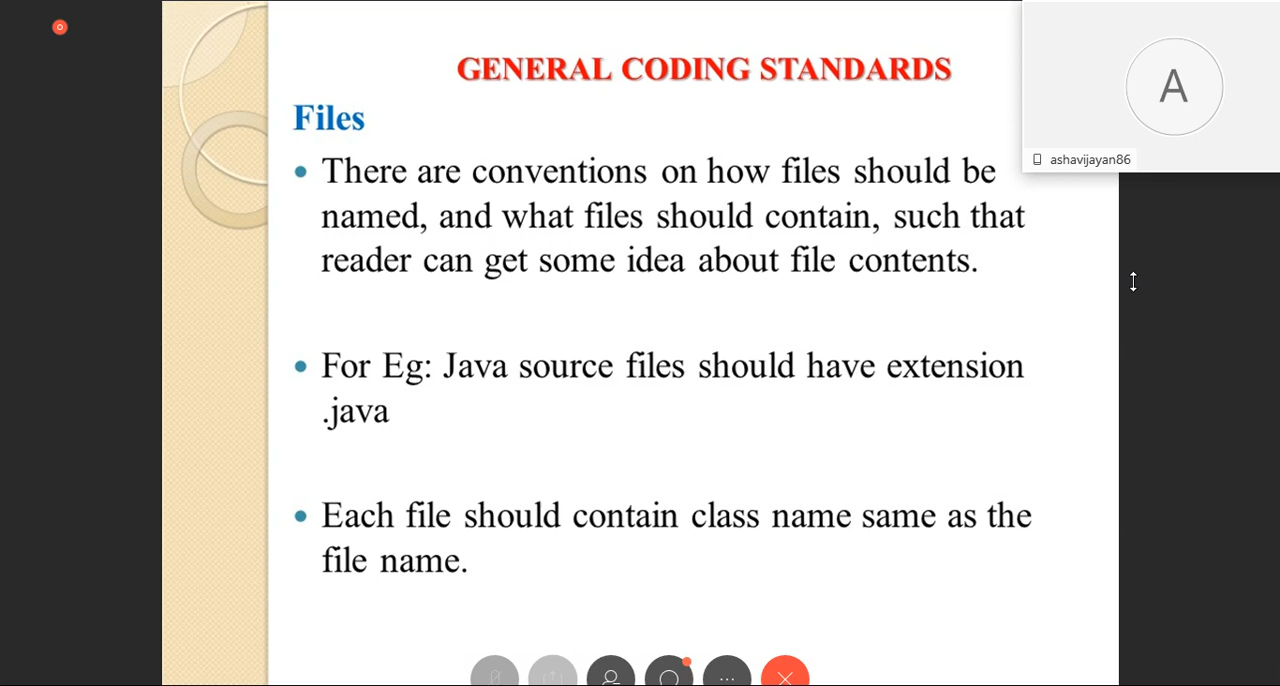 GENERAL CODING STANDARDS
A
ashavijayan86
Files
There are conventions on how files should be
named, and what files should contain, such that
reader can get some idea about file contents.
For Eg: Java source files should have extension
.java
Each file should contain class name same as the
file name.